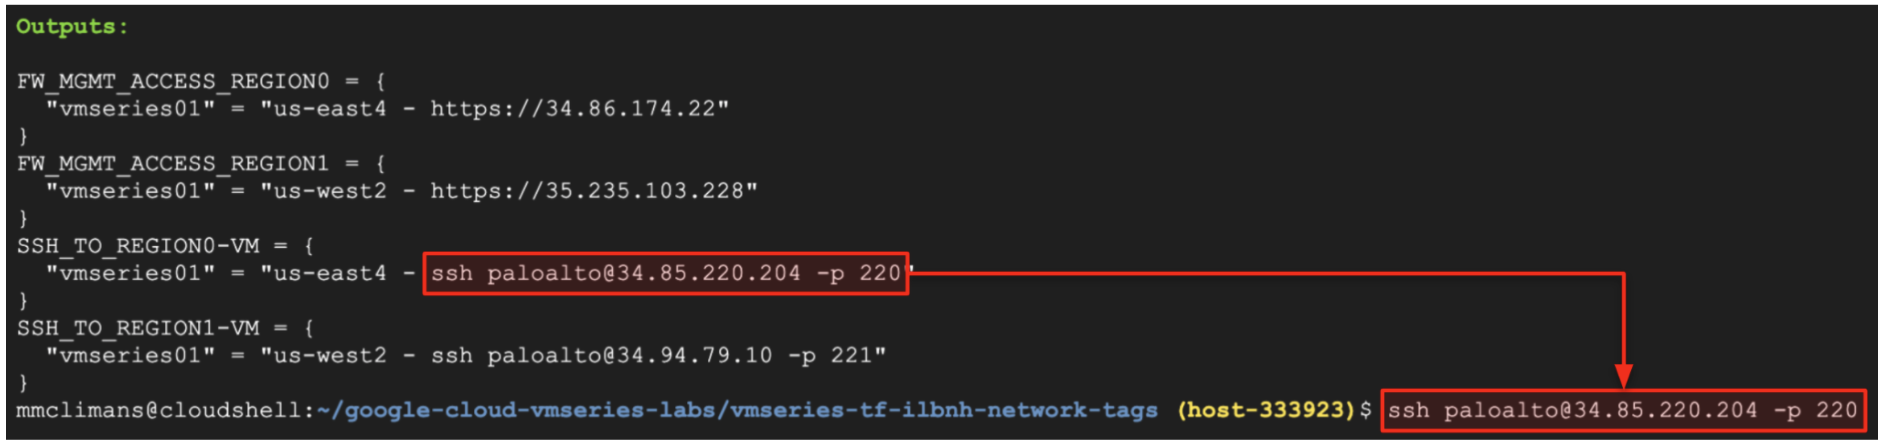 Outputs:
FW_MGMT_ACCESS_REGION0 = {
"vmseries01" = "us-east4 - https://34.86.174.22"
}
FW_MGMT_ACCESS_REGION1 = {
"vmseries01" = "us-west2 - https://35.235.103.228"
}
SSH_TO_REGION0-VM = {
"vmseries01" = "us-east4 - ssh paloalto@34.85.220.204 -p 220"
}
SSH_TO_REGION1-VM = {
"vmseries01" = "us-west2 - ssh paloalto@34.94.79.10 -p 221"
}
mmclimans@cloudshell:~/google-cloud-vmseries-labs/vmseries-tf-ilbnh-network-tags (host-333923)$ ssh paloalto@34.85.220.204 -p 220